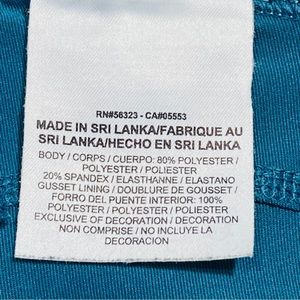 RN#56323 - CA#05553
MADE IN SRI LANKA/FABRIQUE AU
SRI LANKA/HECHO EN SRI LANKA
BODY / CORPS / CUERPO: 80% POLYESTER /
POLYESTER / POLIESTER
20% SPANDEX / ELASTHANNE / ELASTANO
GUSSET LINING / DOUBLURE DE GOUSSET /
FORRO DEL PUENTE INTERIOR: 100%
POLYESTER / POLYESTER / POLIESTER
EXCLUSIVE OF DECORATION / DECORATION
NON COMPRISE / NO INCLUYE LA
DECORACION